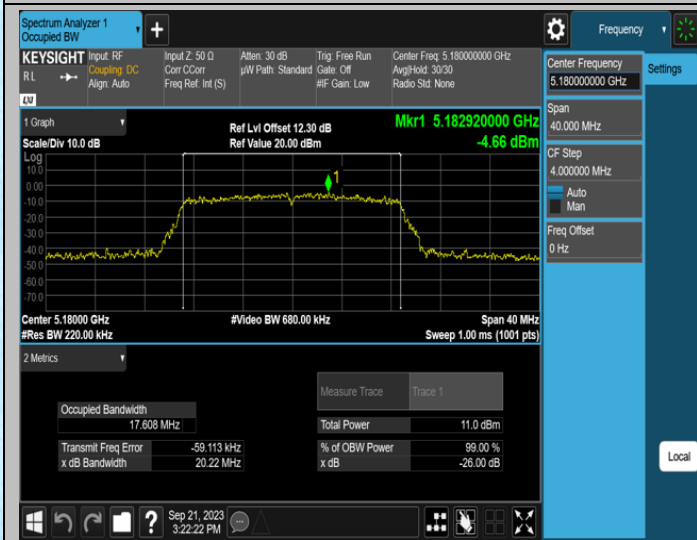 Spectrum Analyzer 1
Occupied BW
+
Frequency
KEYSIGHT
RL
LXI
Input: RF
Coupling: DC
Align: Auto
Input Z: 50 Ω
Corr CCorr
Freq Ref: Int (S)
Atten: 30 dB
µW Path: Standard
Trig: Free Run
Gate: Off
#IF Gain: Low
Center Freq: 5.180000000 GHz
Avg|Hold: 30/30
Radio Std: None
Center Frequency
5.180000000 GHz
Settings
Span
40.000 MHz
CF Step
4.000000 MHz
Auto
Man
Freq Offset
0 Hz
Local
1 Graph
Scale/Div 10.0 dB
Ref Lvl Offset 12.30 dB
Ref Value 20.00 dBm
Mkr1 5.182920000 GHz
-4.66 dBm
Log
10.0
0.00
-10.0
-20.0
-30.0
-40.0
-50.0
-60.0
-70.0
1
Center 5.18000 GHz
#Res BW 220.00 kHz
#Video BW 680.00 kHz
Span 40 MHz
Sweep 1.00 ms (1001 pts)
2 Metrics
Measure Trace Trace 1
Occupied Bandwidth
17.608 MHz
Total Power 11.0 dBm
Transmit Freq Error -59.113 kHz
% of OBW Power 99.00 %
x dB Bandwidth 20.22 MHz
x dB -26.00 dB
?
Sep 21, 2023
3:22:22 PM